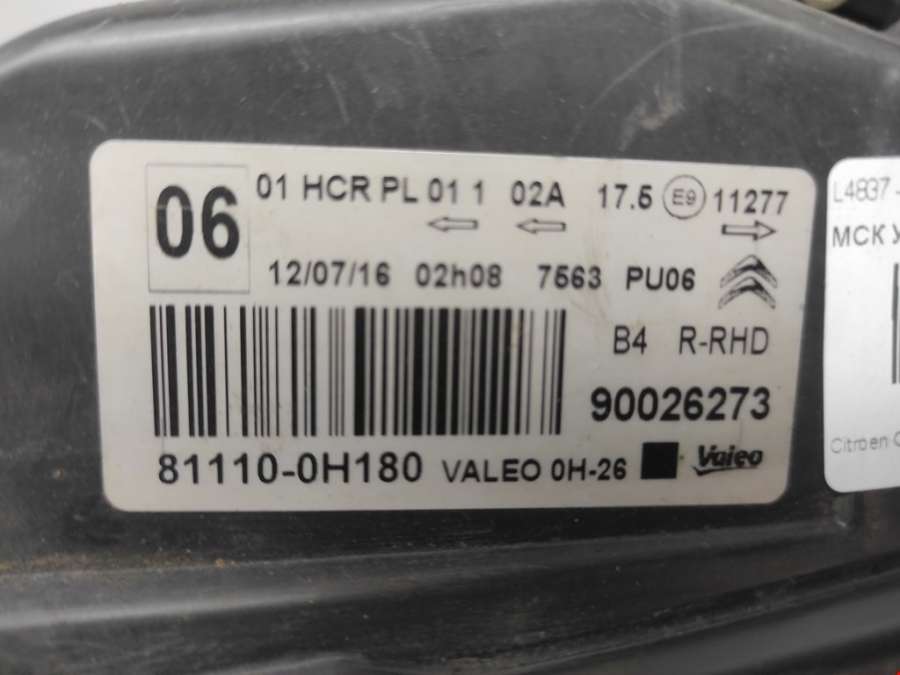 06
01 HCR PL 01 1 02A 17.5 E9 11277
12/07/16 02h08 7563 PU06
B4 R-RHD
90026273
81110-0H180 VALEO 0H-26 Valeo
L4837 -
МСК
Citroen